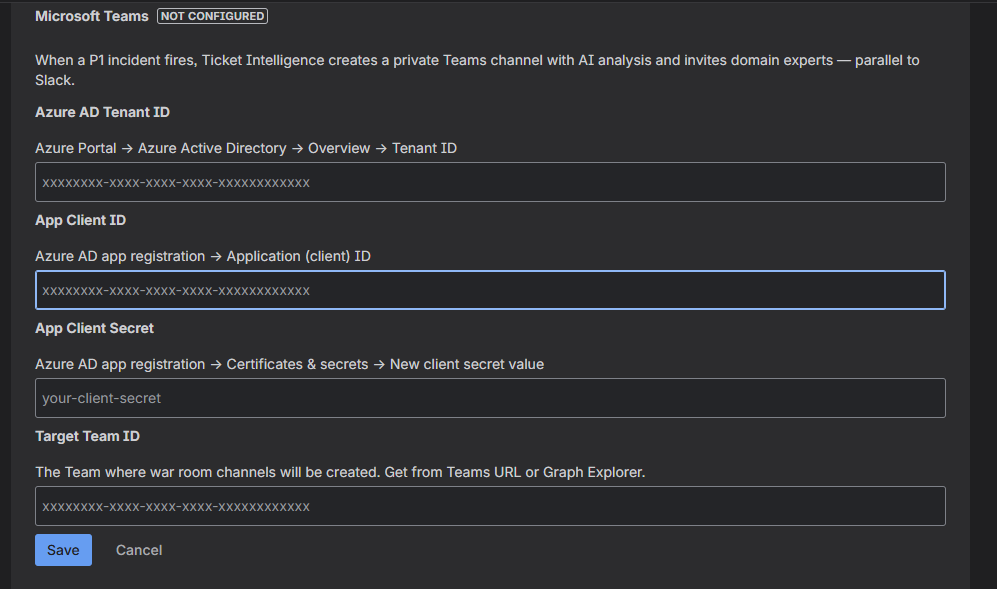 Microsoft Teams NOT CONFIGURED
When a P1 incident fires, Ticket Intelligence creates a private Teams channel with AI analysis and invites domain experts — parallel to
Slack.
Azure AD Tenant ID
Azure Portal → Azure Active Directory → Overview → Tenant ID
xxxxxxxx-xxxx-xxxx-xxxx-xxxxxxxxxxxx
App Client ID
Azure AD app registration → Application (client) ID
xxxxxxxx-xxxx-xxxx-xxxx-xxxxxxxxxxxx
App Client Secret
Azure AD app registration → Certificates & secrets → New client secret value
your-client-secret
Target Team ID
The Team where war room channels will be created. Get from Teams URL or Graph Explorer.
xxxxxxxx-xxxx-xxxx-xxxx-xxxxxxxxxxxx
Save Cancel